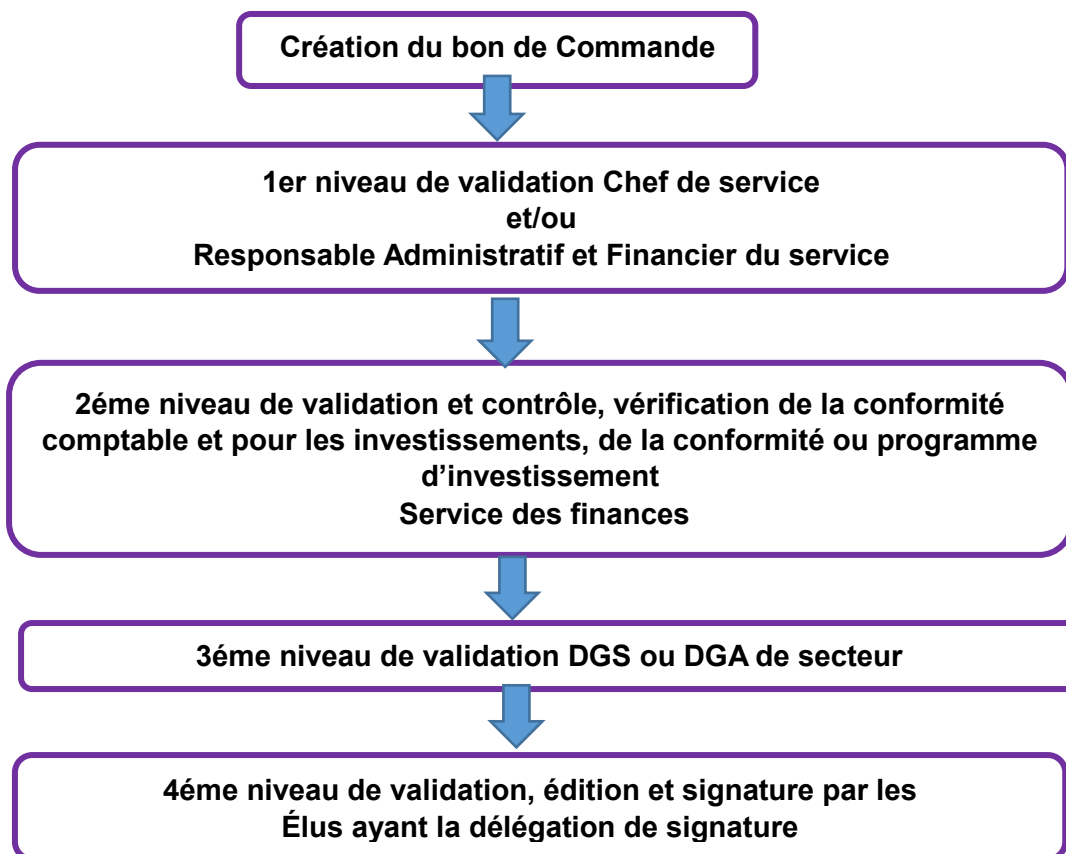 Création du bon de Commande
1er niveau de validation Chef de service
et/ou
Responsable Administratif et Financier du service
2éme niveau de validation et contrôle, vérification de la conformité
comptable et pour les investissements, de la conformité ou programme
d’investissement
Service des finances
3éme niveau de validation DGS ou DGA de secteur
4éme niveau de validation, édition et signature par les
Élus ayant la délégation de signature